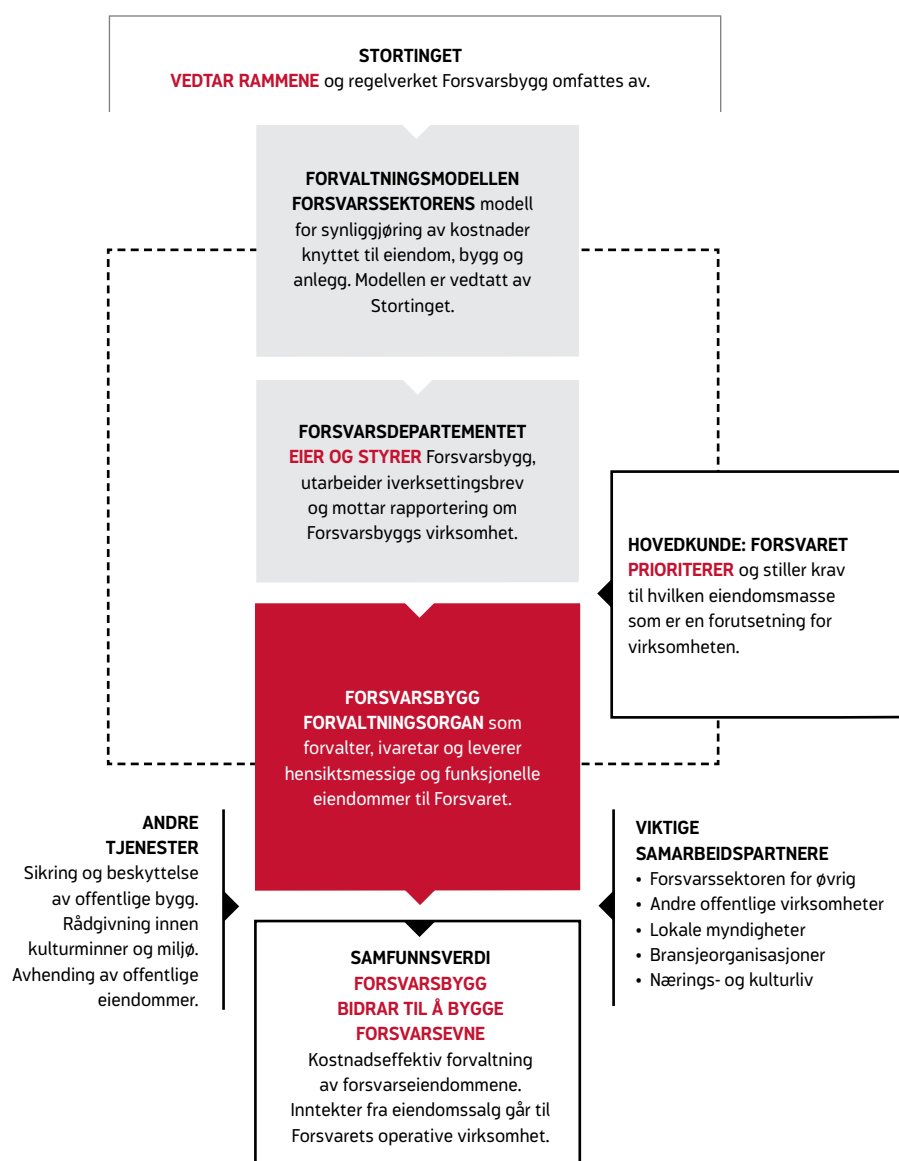 STORTINGET
VEDTAR RAMMENE og regelverket Forsvarsbygg omfattes av.
FORVALTNINGSMODELLEN
FORSVARSSEKTORENS modell
for synliggjøring av kostnader
knyttet til eiendom, bygg og
anlegg. Modellen er vedtatt av
Stortinget.
FORSVARSDEPARTEMENTET
EIER OG STYRER Forsvarsbygg,
utarbeider iverksettingsbrev
og mottar rapportering om
Forsvarsbyggs virksomhet.
HOVEDKUNDE: FORSVARET
PRIORITERER og stiller krav
til hvilken eiendomsmasse
som er en forutsetning for
virksomheten.
FORSVARSBYGG
FORVALTNINGSORGAN som
forvalter, ivaretar og leverer
hensiktsmessige og funksjonelle
eiendommer til Forsvaret.
ANDRE
TJENESTER
Sikring og beskyttelse
av offentlige bygg.
Rådgivning innen
kulturminner og miljø.
Avhending av offentlige
eiendommer.
VIKTIGE
SAMARBEIDSPARTNERE
• Forsvarssektoren for øvrig
• Andre offentlige virksomheter
• Lokale myndigheter
• Bransjeorganisasjoner
• Nærings- og kulturliv
SAMFUNNSVERDI
FORSVARSBYGG
BIDRAR TIL Å BYGGE
FORSVARSEVNE
Kostnadseffektiv forvaltning
av forsvarseiendommene.
Inntekter fra eiendomssalg går til
Forsvarets operative virksomhet.